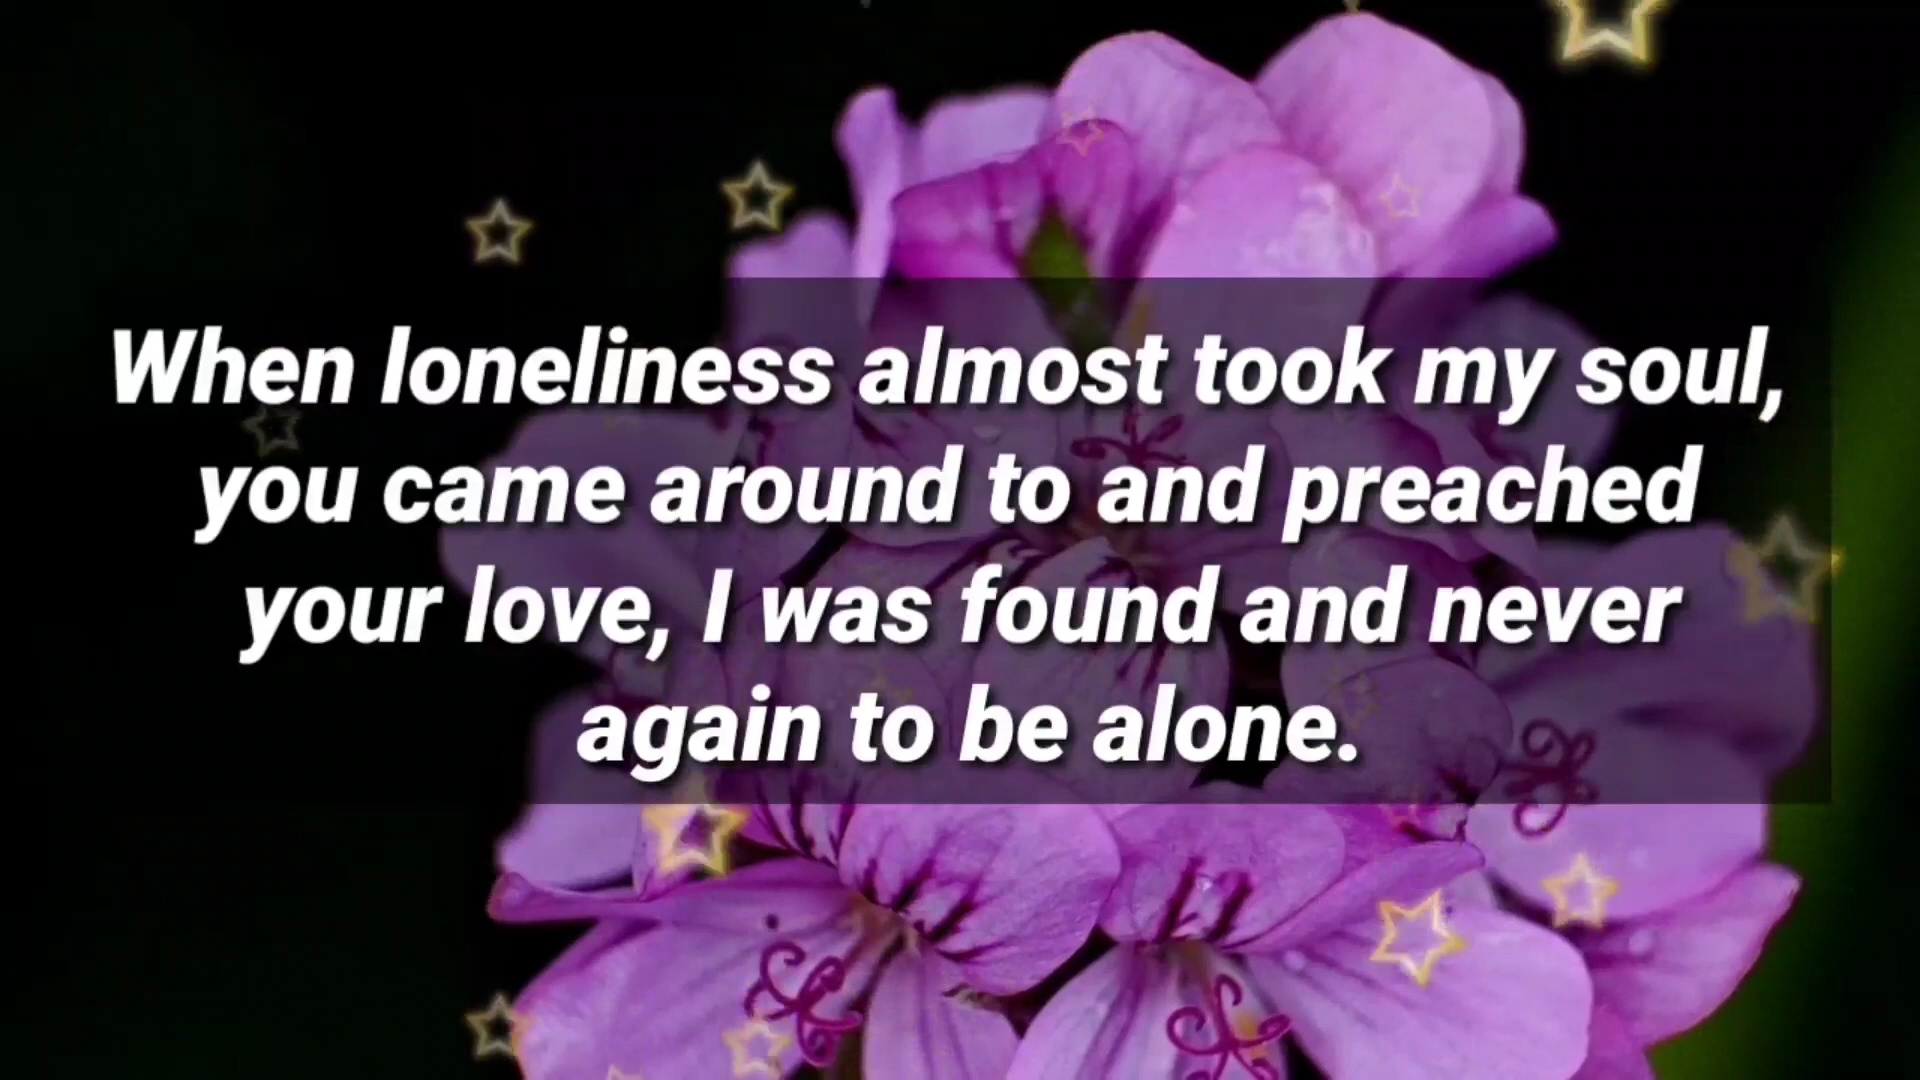 When loneliness almost took my soul,
you came around to and preached
your love, I was found and never
again to be alone.